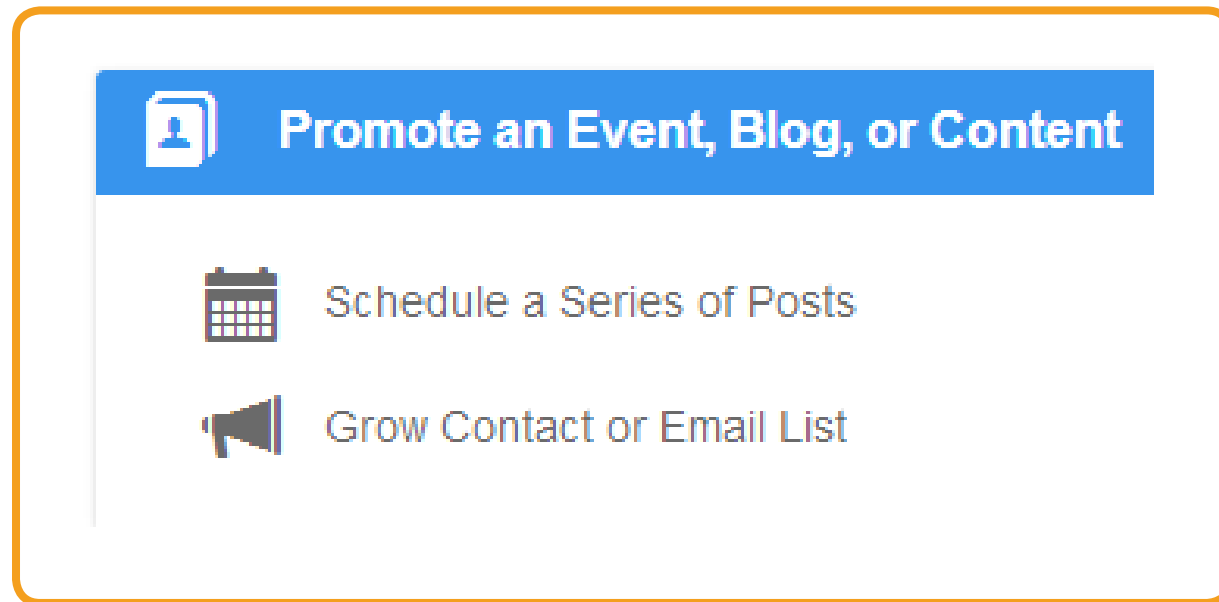 Promote an Event, Blog, or Content
Schedule a Series of Posts
Grow Contact or Email List